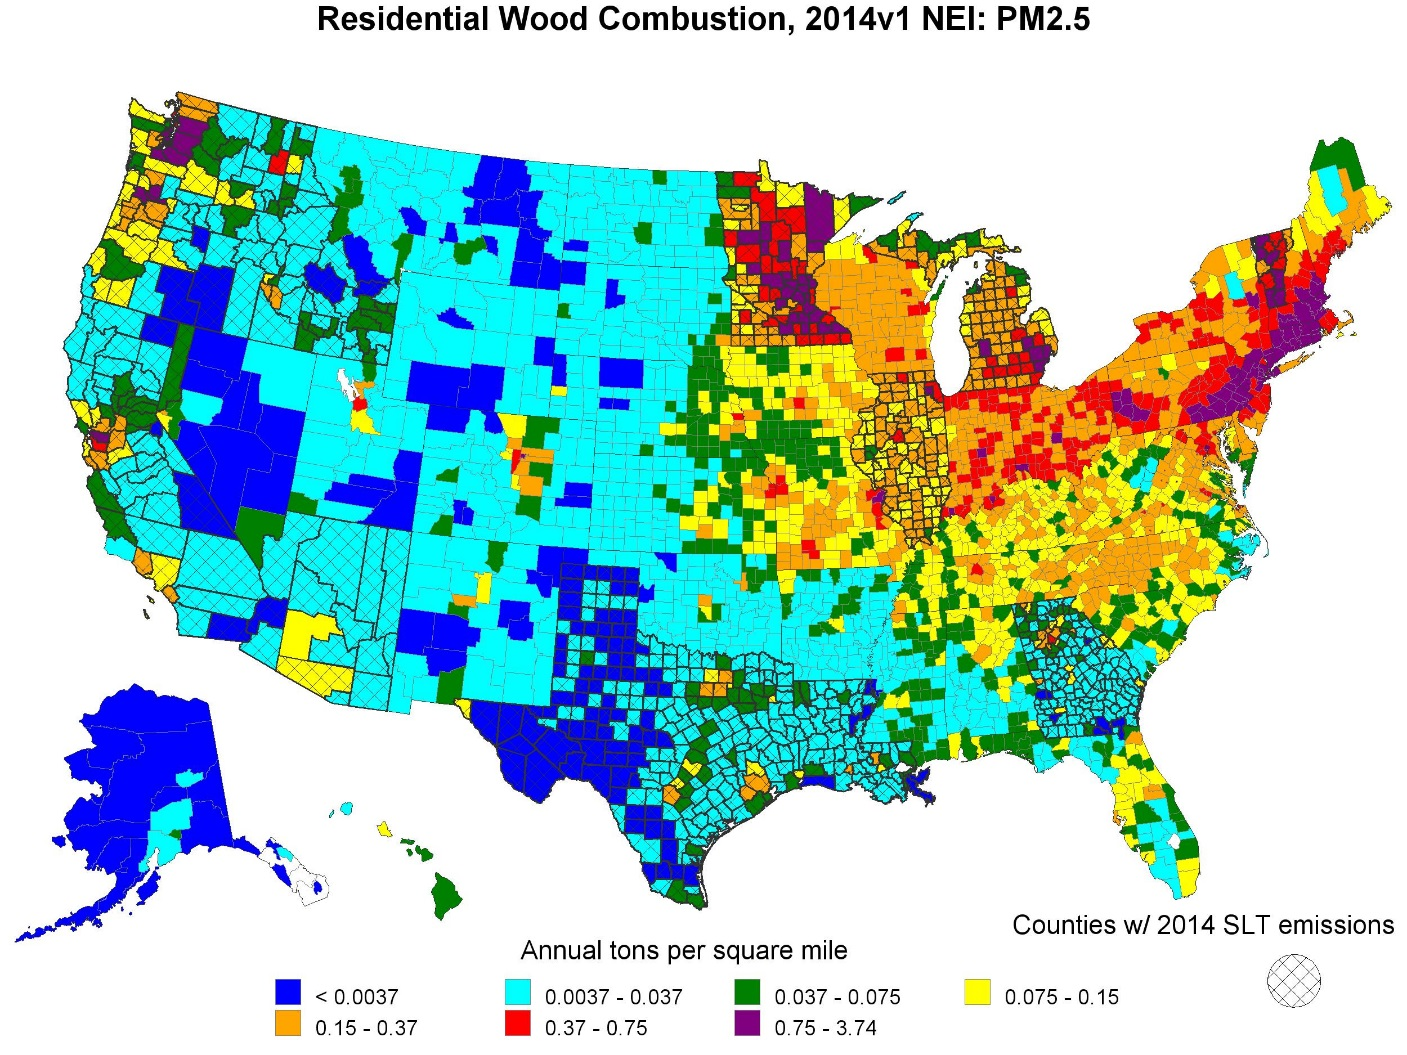 Residential Wood Combustion, 2014v1 NEI: PM2.5
Counties w/ 2014 SLT emissions
Annual tons per square mile
< 0.0037
0.0037 - 0.037
0.037 - 0.075
0.075 - 0.15
0.15 - 0.37
0.37 - 0.75
0.75 - 3.74